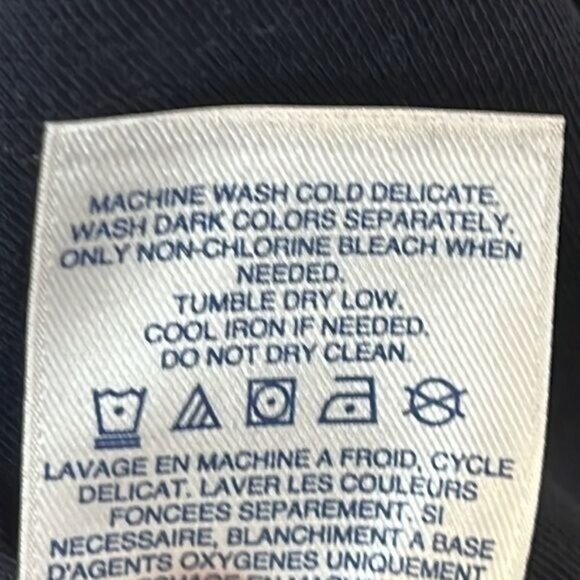 MACHINE WASH COLD DELICATE.
WASH DARK COLORS SEPARATELY.
ONLY NON-CHLORINE BLEACH WHEN
NEEDED.
TUMBLE DRY LOW.
COOL IRON IF NEEDED.
DO NOT DRY CLEAN.
LAVAGE EN MACHINE A FROID, CYCLE
DELICAT. LAVER LES COULEURS
FONCEES SEPAREMENT. SI
NECESSAIRE, BLANCHIMENT A BASE
D'AGENTS OXYGENES UNIQUEMENT